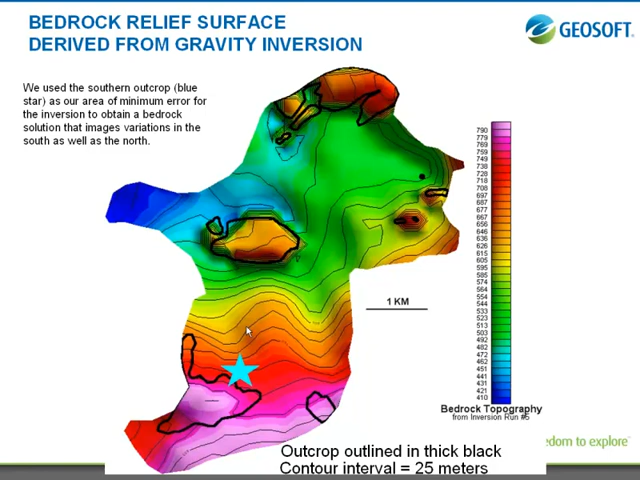 BEDROCK RELIEF SURFACE
DERIVED FROM GRAVITY INVERSION
GEOSOFT.
We used the southern outcrop (blue
star) as our area of minimum error for
the inversion to obtain a bedrock
solution that images variations in the
south as well as the north.
790
779
769
759
749
738
728
718
708
697
687
677
667
656
646
636
626
615
605
595
585
574
564
554
544
533
523
513
503
492
482
472
462
451
441
431
421
410
1 KM
Bedrock Topography
from Inversion Run #5
edom to explore™
Outcrop outlined in thick black
Contour interval = 25 meters